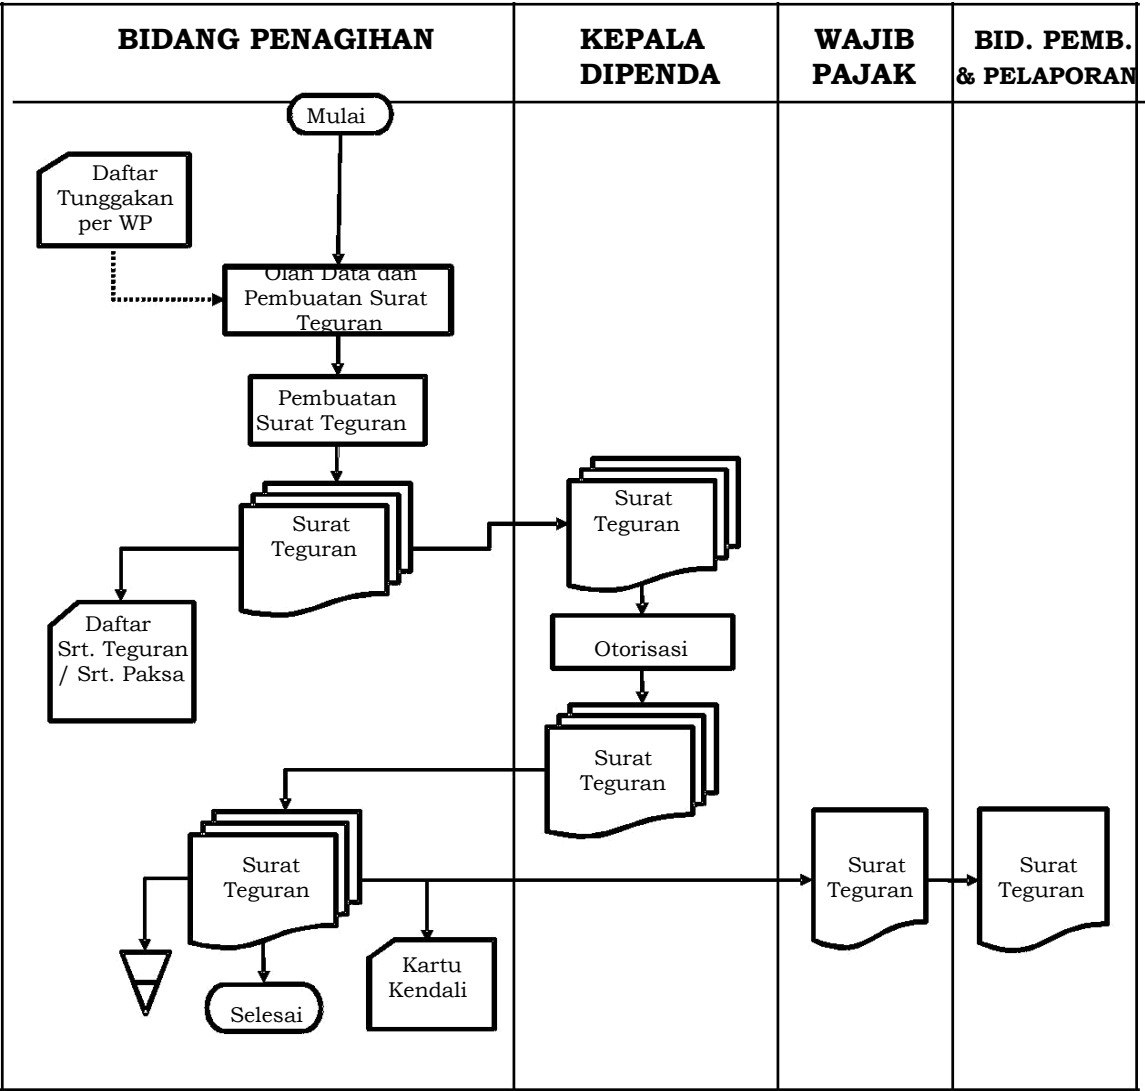 BIDANG PENAGIHAN
KEPALA
DIPENDA
WAJIB
PAJAK
BID. PEMB.
& PELAPORAN
Mulai
Daftar
Tunggakan
per WP
Olah Data dan
Pembuatan Surat
Teguran
Pembuatan
Surat Teguran
Surat
Teguran
Surat
Teguran
Daftar
Srt. Teguran
/ Srt. Paksa
Otorisasi
Surat
Teguran
Surat
Teguran
Surat
Teguran
Surat
Teguran
Kartu
Kendali
Selesai